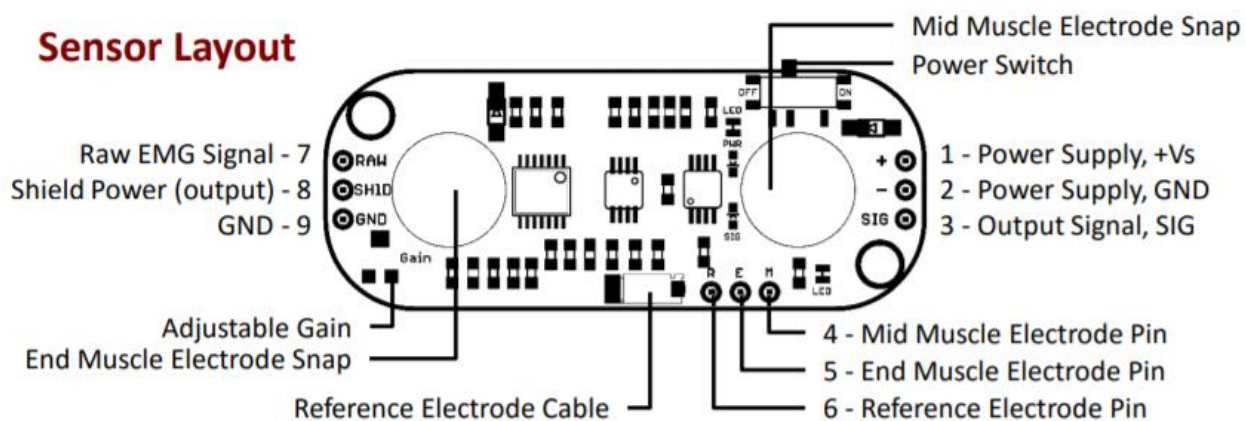 Sensor Layout
Mid Muscle Electrode Snap
Power Switch
OFF
ON
LED
PWR
Raw EMG Signal - 7
RAW
+
1 - Power Supply, +Vs
Shield Power (output) - 8
SHID
-
2 - Power Supply, GND
GND - 9
GND
SIG
SIG
3 - Output Signal, SIG
Gain
R
E
M
LED
Adjustable Gain
4 - Mid Muscle Electrode Pin
End Muscle Electrode Snap
5 - End Muscle Electrode Pin
Reference Electrode Cable
6 - Reference Electrode Pin